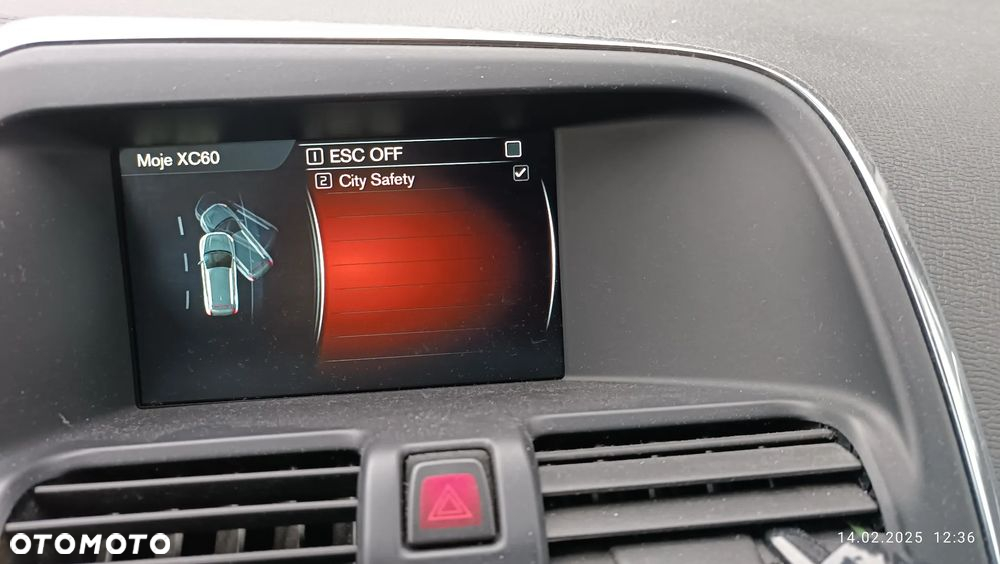 Moje XC60
1 ESC OFF
2 City Safety
OTOMOTO
14.02.2025 12:36